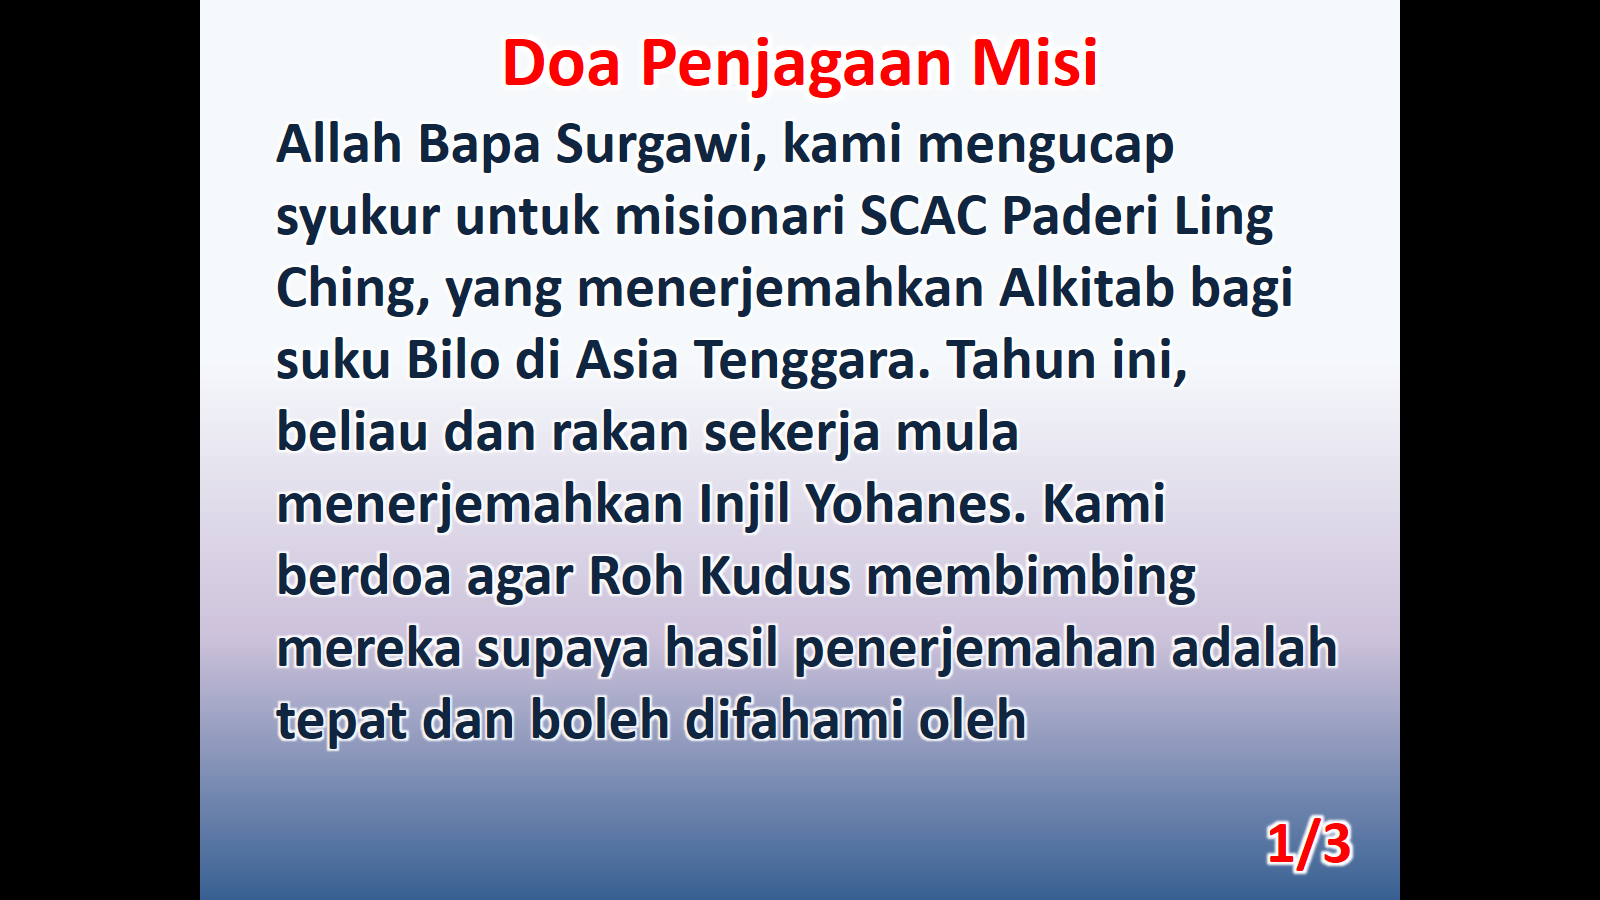 Doa Penjagaan Misi
Allah Bapa Surgawi, kami mengucap
syukur untuk misionari SCAC Paderi Ling
Ching, yang menerjemahkan Alkitab bagi
suku Bilo di Asia Tenggara. Tahun ini,
beliau dan rakan sekerja mula
menerjemahkan Injil Yohanes. Kami
berdoa agar Roh Kudus membimbing
mereka supaya hasil penerjemahan adalah
tepat dan boleh difahami oleh
1/3